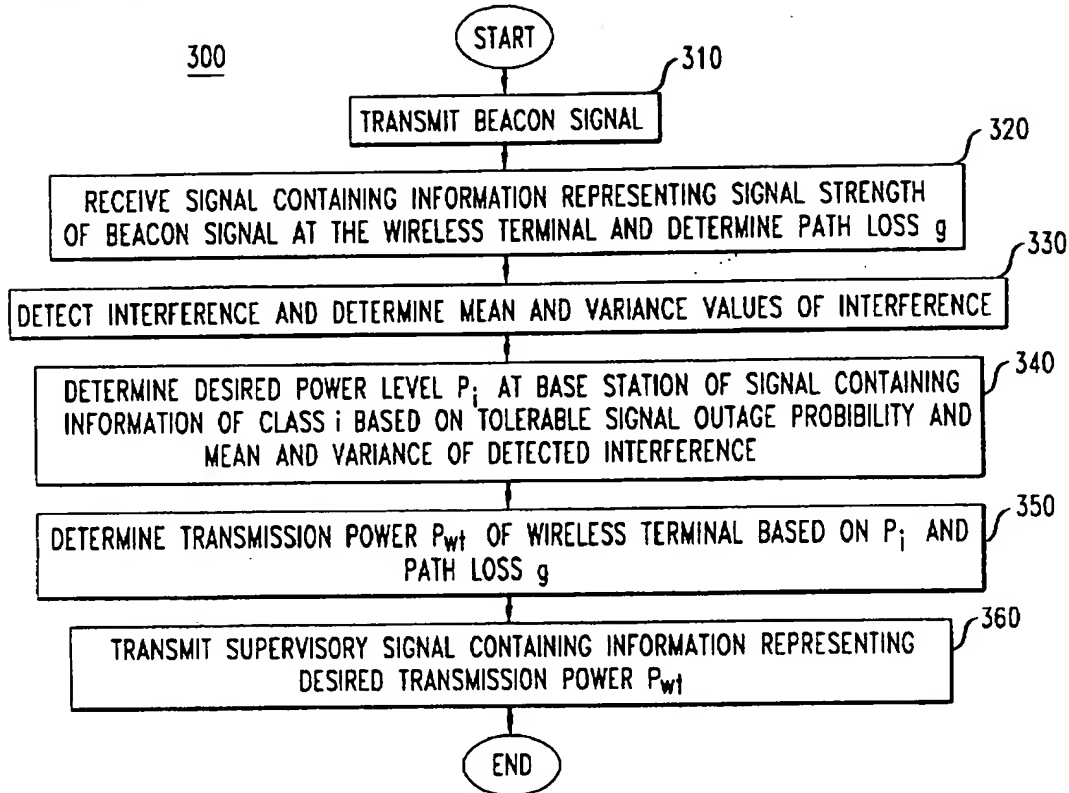 START
300
310
TRANSMIT BEACON SIGNAL
320
RECEIVE SIGNAL CONTAINING INFORMATION REPRESENTING SIGNAL STRENGTH
OF BEACON SIGNAL AT THE WIRELESS TERMINAL AND DETERMINE PATH LOSS g
330
DETECT INTERFERENCE AND DETERMINE MEAN AND VARIANCE VALUES OF INTERFERENCE
340
DETERMINE DESIRED POWER LEVEL Pi AT BASE STATION OF SIGNAL CONTAINING
INFORMATION OF CLASS i BASED ON TOLERABLE SIGNAL OUTAGE PROBIBILITY AND
MEAN AND VARIANCE OF DETECTED INTERFERENCE
350
DETERMINE TRANSMISSION POWER Pwt OF WIRELESS TERMINAL BASED ON Pi AND
PATH LOSS g
360
TRANSMIT SUPERVISORY SIGNAL CONTAINING INFORMATION REPRESENTING
DESIRED TRANSMISSION POWER Pwt
END